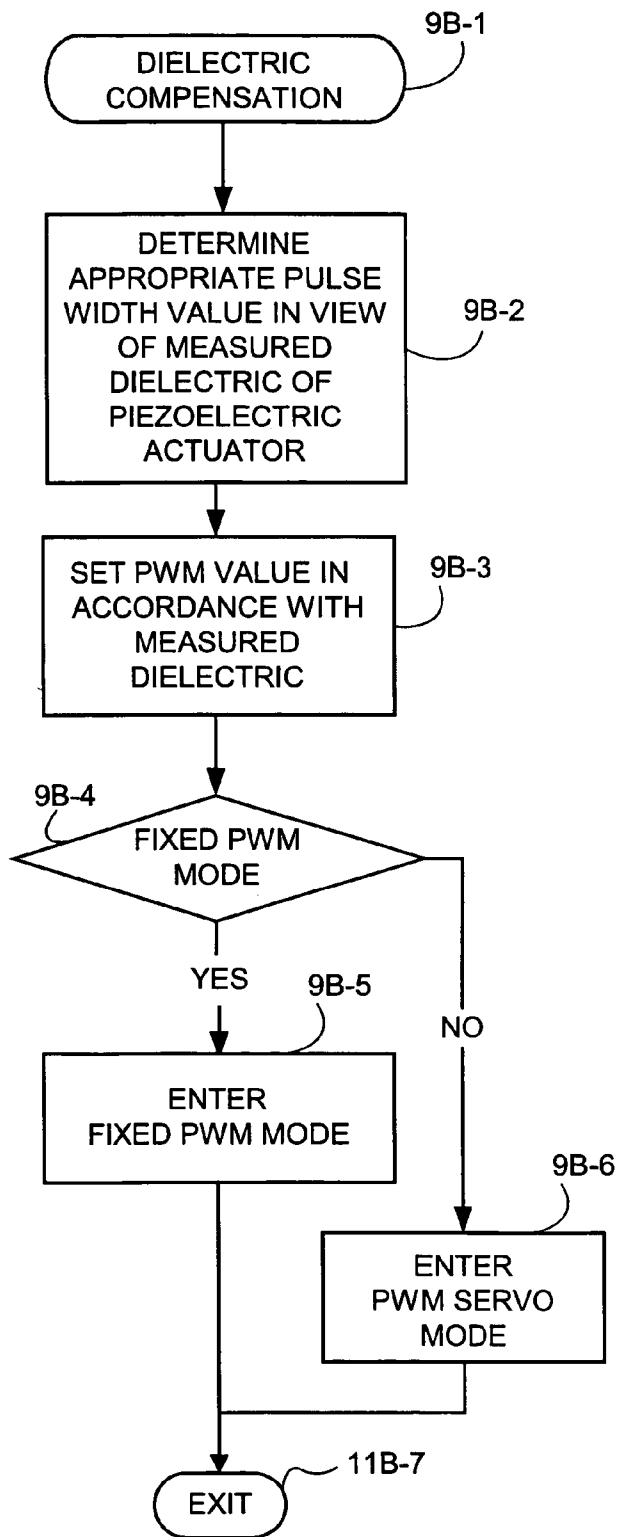 9B-1
DIELECTRIC
COMPENSATION
DETERMINE
APPROPRIATE PULSE
WIDTH VALUE IN VIEW
OF MEASURED
DIELECTRIC OF
PIEZOELECTRIC
ACTUATOR
9B-2
SET PWM VALUE IN
ACCORDANCE WITH
MEASURED
DIELECTRIC
9B-3
9B-4
FIXED PWM
MODE
YES
NO
9B-5
ENTER
FIXED PWM MODE
9B-6
ENTER
PWM SERVO
MODE
11B-7
EXIT